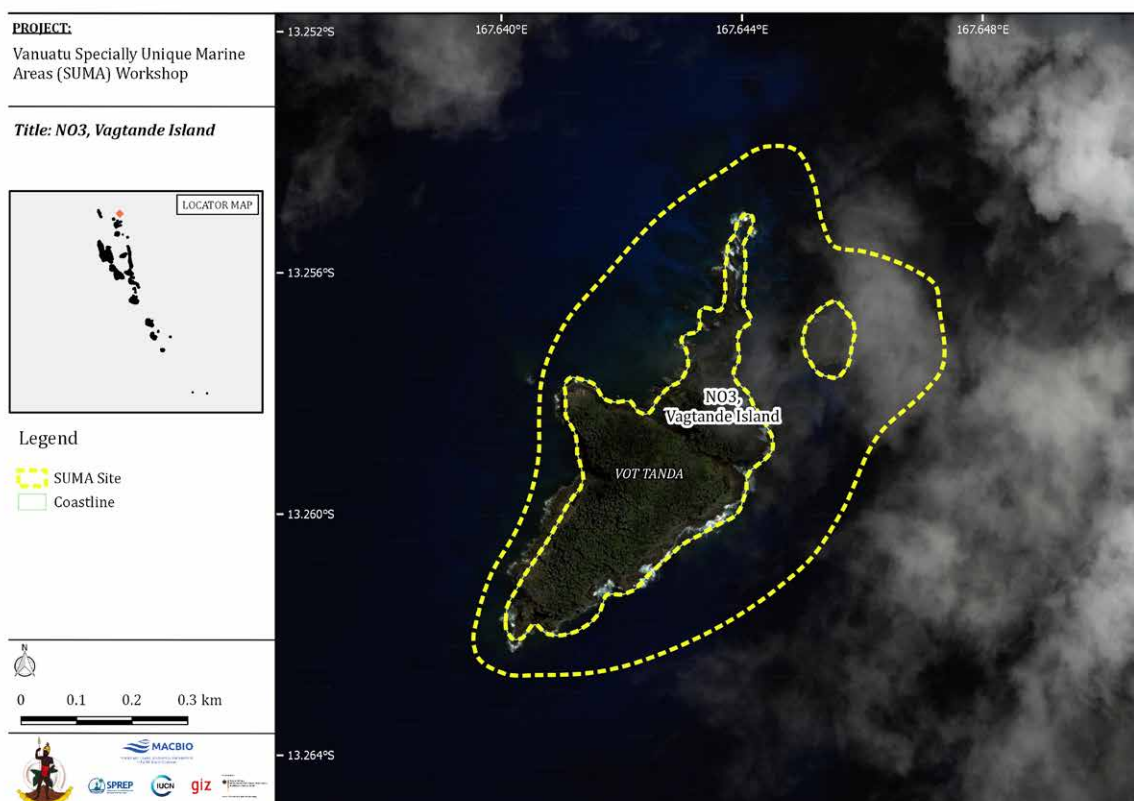 PROJECT:
Vanuatu Specially Unique Marine
Areas (SUMA) Workshop
Title: NO3, Vagtande Island
LOCATOR MAP
Legend
SUMA Site
Coastline
N
0 0.1 0.2 0.3 km
MACBIO
SPREP
IUCN
giz
167.640°E 167.644°E 167.648°E
13.252°S
13.256°S
13.260°S
13.264°S
NO3,
Vagtande Island
VOT TANDA